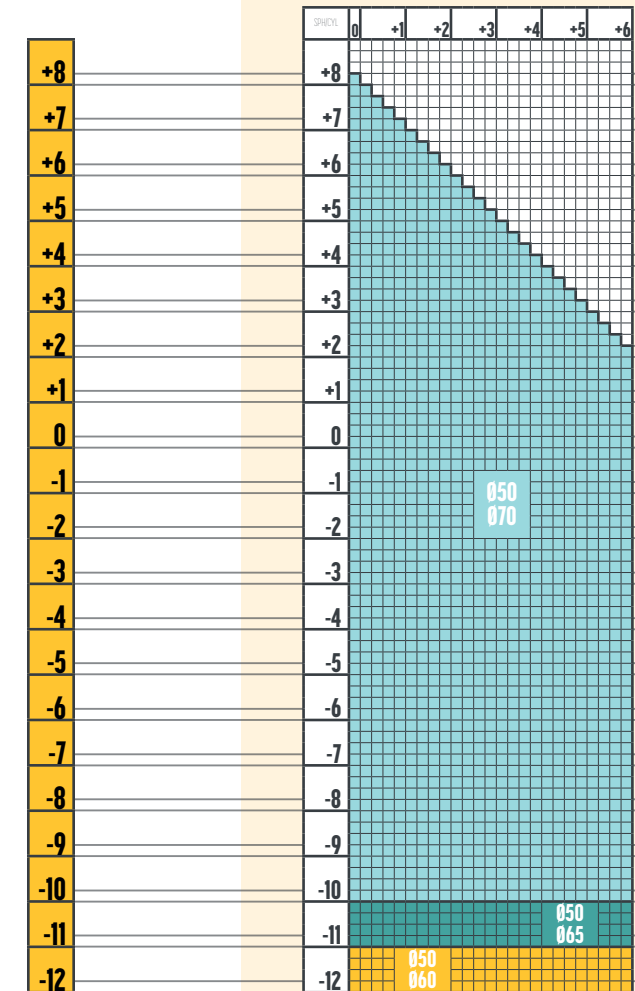 SPH/CYL 0 +1 +2 +3 +4 +5 +6
+8 +8
+7 +7
+6 +6
+5 +5
+4 +4
+3 +3
+2 +2
+1 +1
0 0
-1 -1
Ø50
Ø70
-2 -2
-3 -3
-4 -4
-5 -5
-6 -6
-7 -7
-8 -8
-9 -9
-10 -10
Ø50
-11 -11 Ø65
Ø50
-12 -12 Ø60